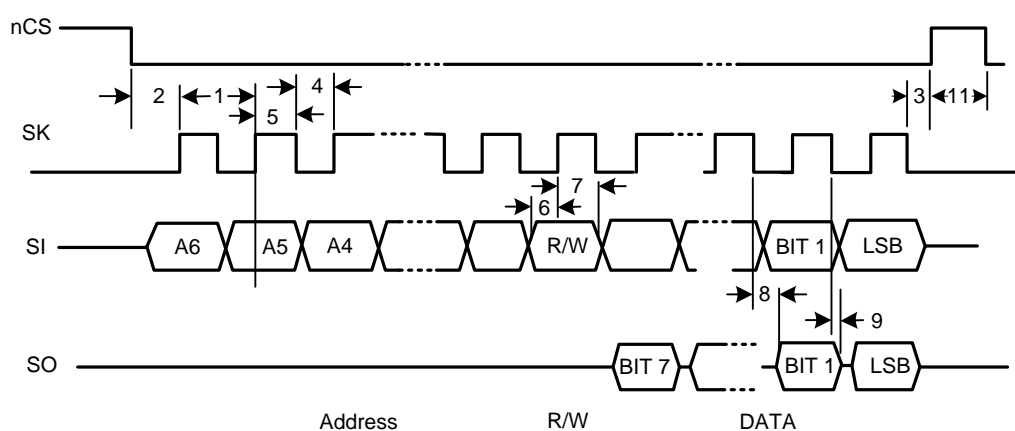 nCS
2 1 4 3 11
5
SK
7
6
SI A6 A5 A4 R/W BIT 1 LSB
8
9
SO BIT 7 BIT 1 LSB
Address R/W DATA